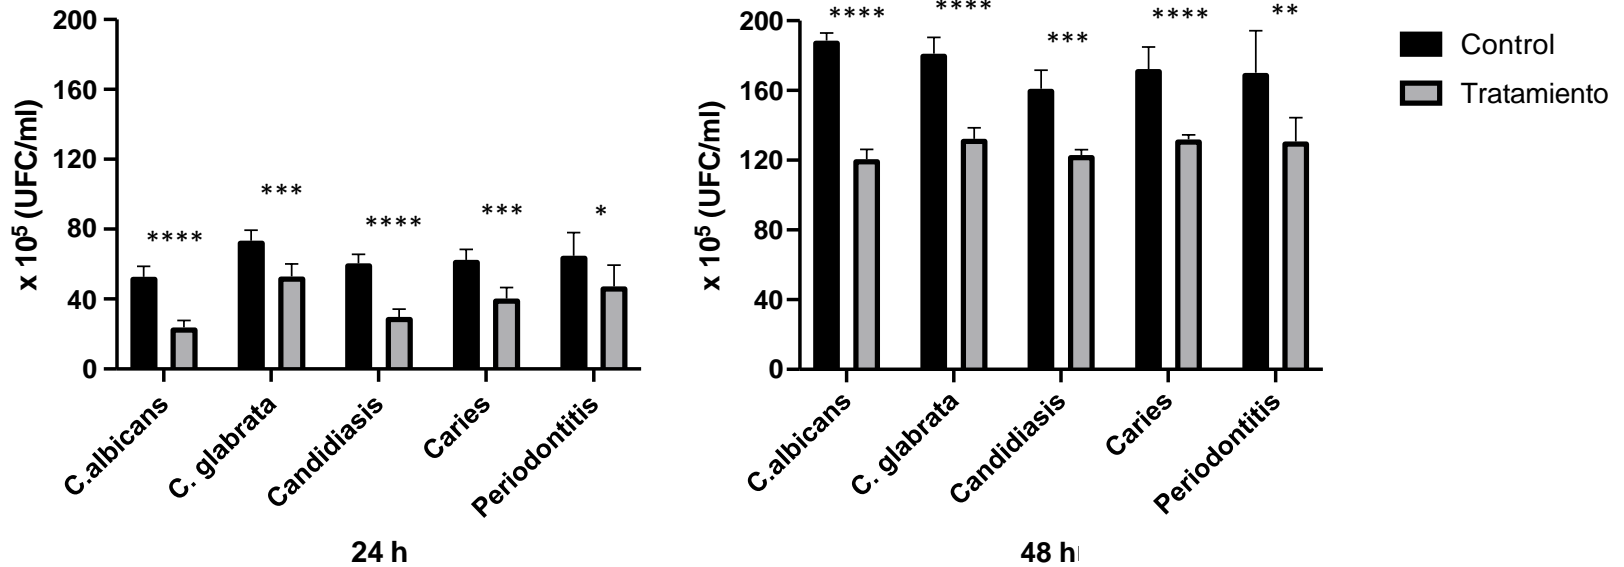 200
160
120
80
40
0
x 10⁵ (UFC/ml)
****
***
****
***
*
C.albicans
C. glabrata
Candidiasis
Caries
Periodontitis
24 h
200
160
120
80
40
0
x 10⁵ (UFC/ml)
****
****
***
****
**
C.albicans
C. glabrata
Candidiasis
Caries
Periodontitis
48 h
Control
Tratamiento